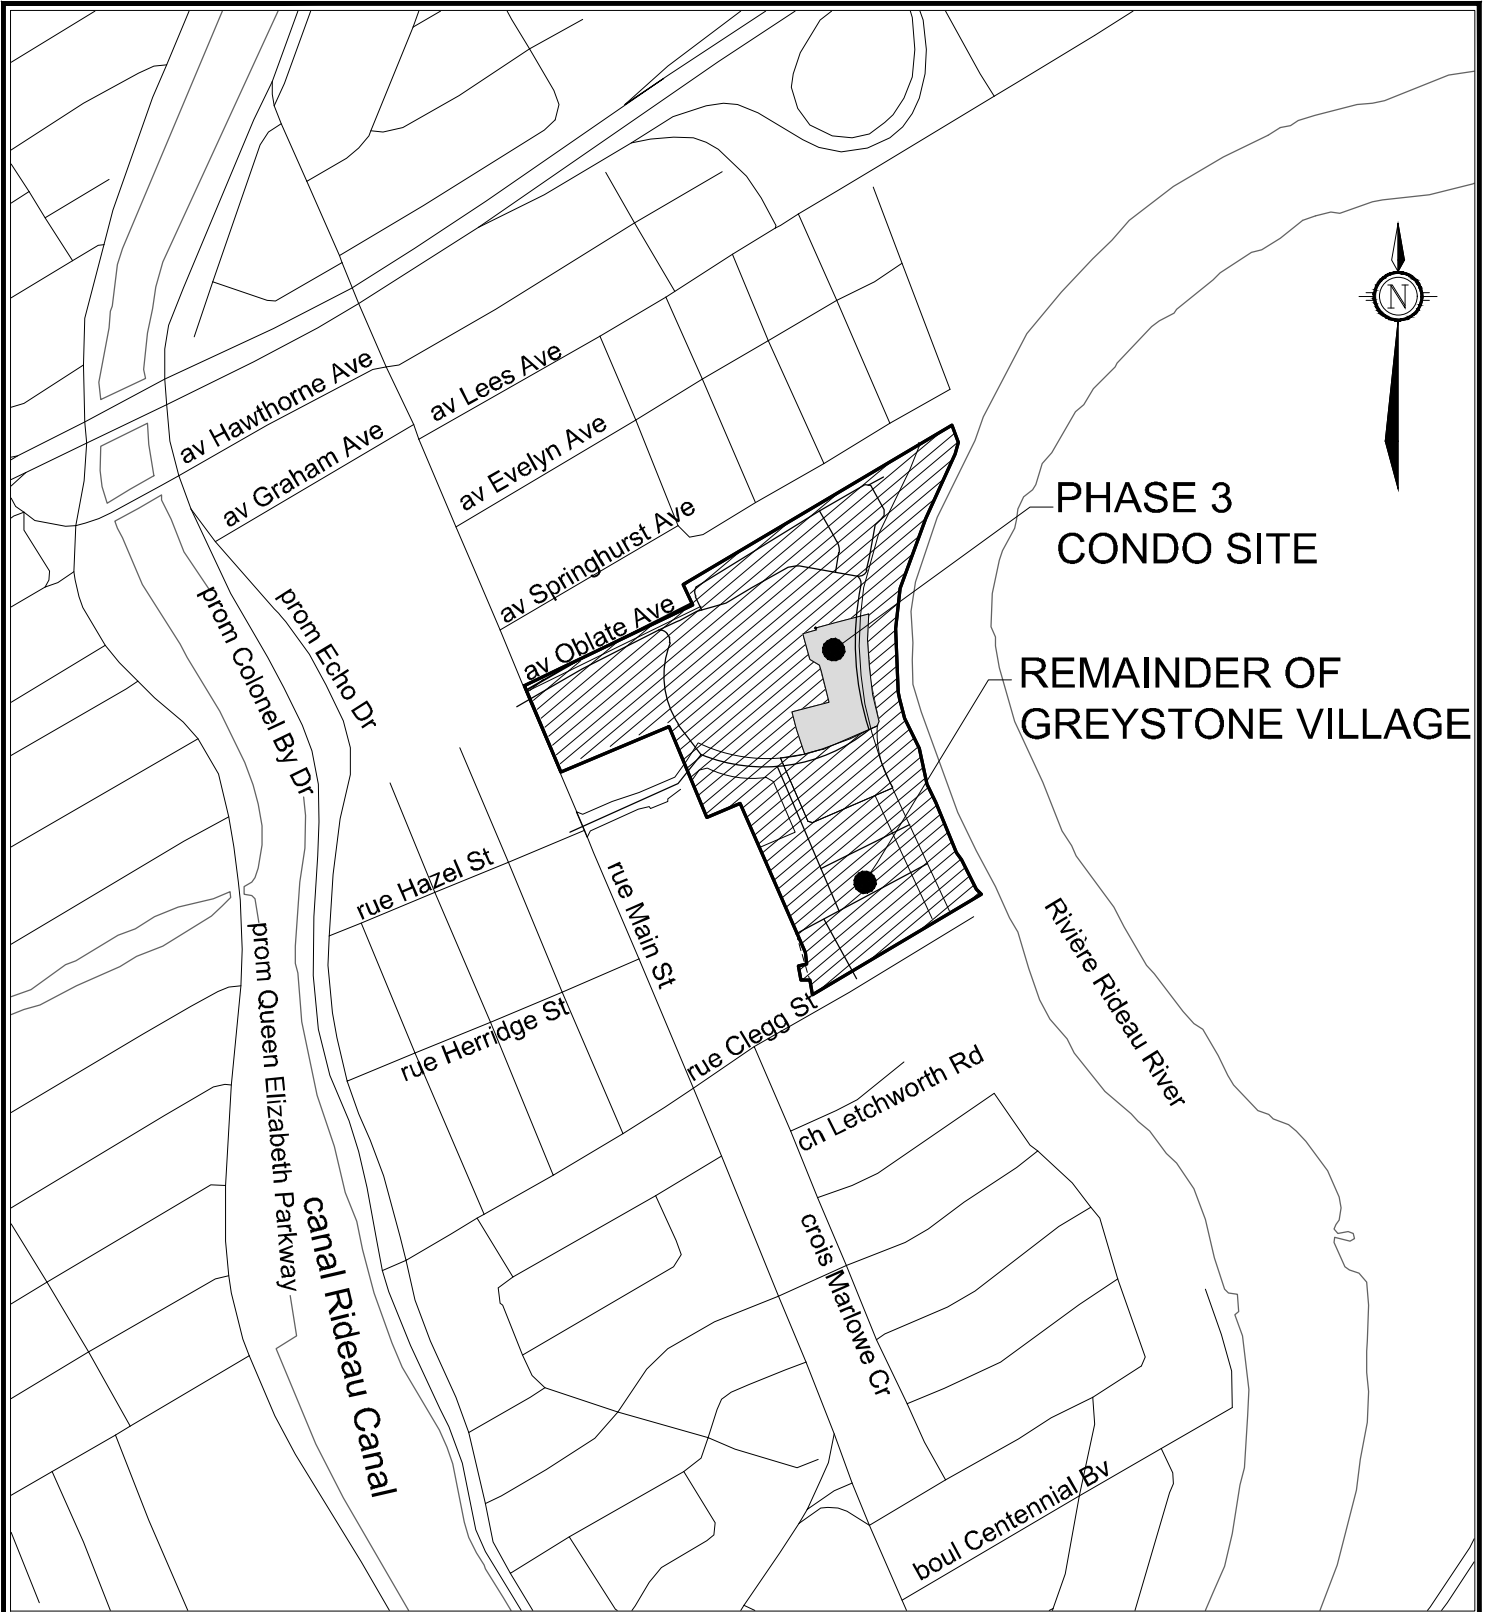 N
av Hawthorne Ave
av Lees Ave
av Graham Ave
av Evelyn Ave
PHASE 3
CONDO SITE
av Springhurst Ave
av Oblate Ave
prom Echo Dr
prom Colonel By Dr
REMAINDER OF
GREYSTONE VILLAGE
rue Hazel St
rue Main St
prom Queen Elizabeth Parkway
Rivière Rideau River
rue Herridge St
rue Clegg St
ch Letchworth Rd
canal Rideau Canal
crois Marlowe Cr
boul Centennial Bv